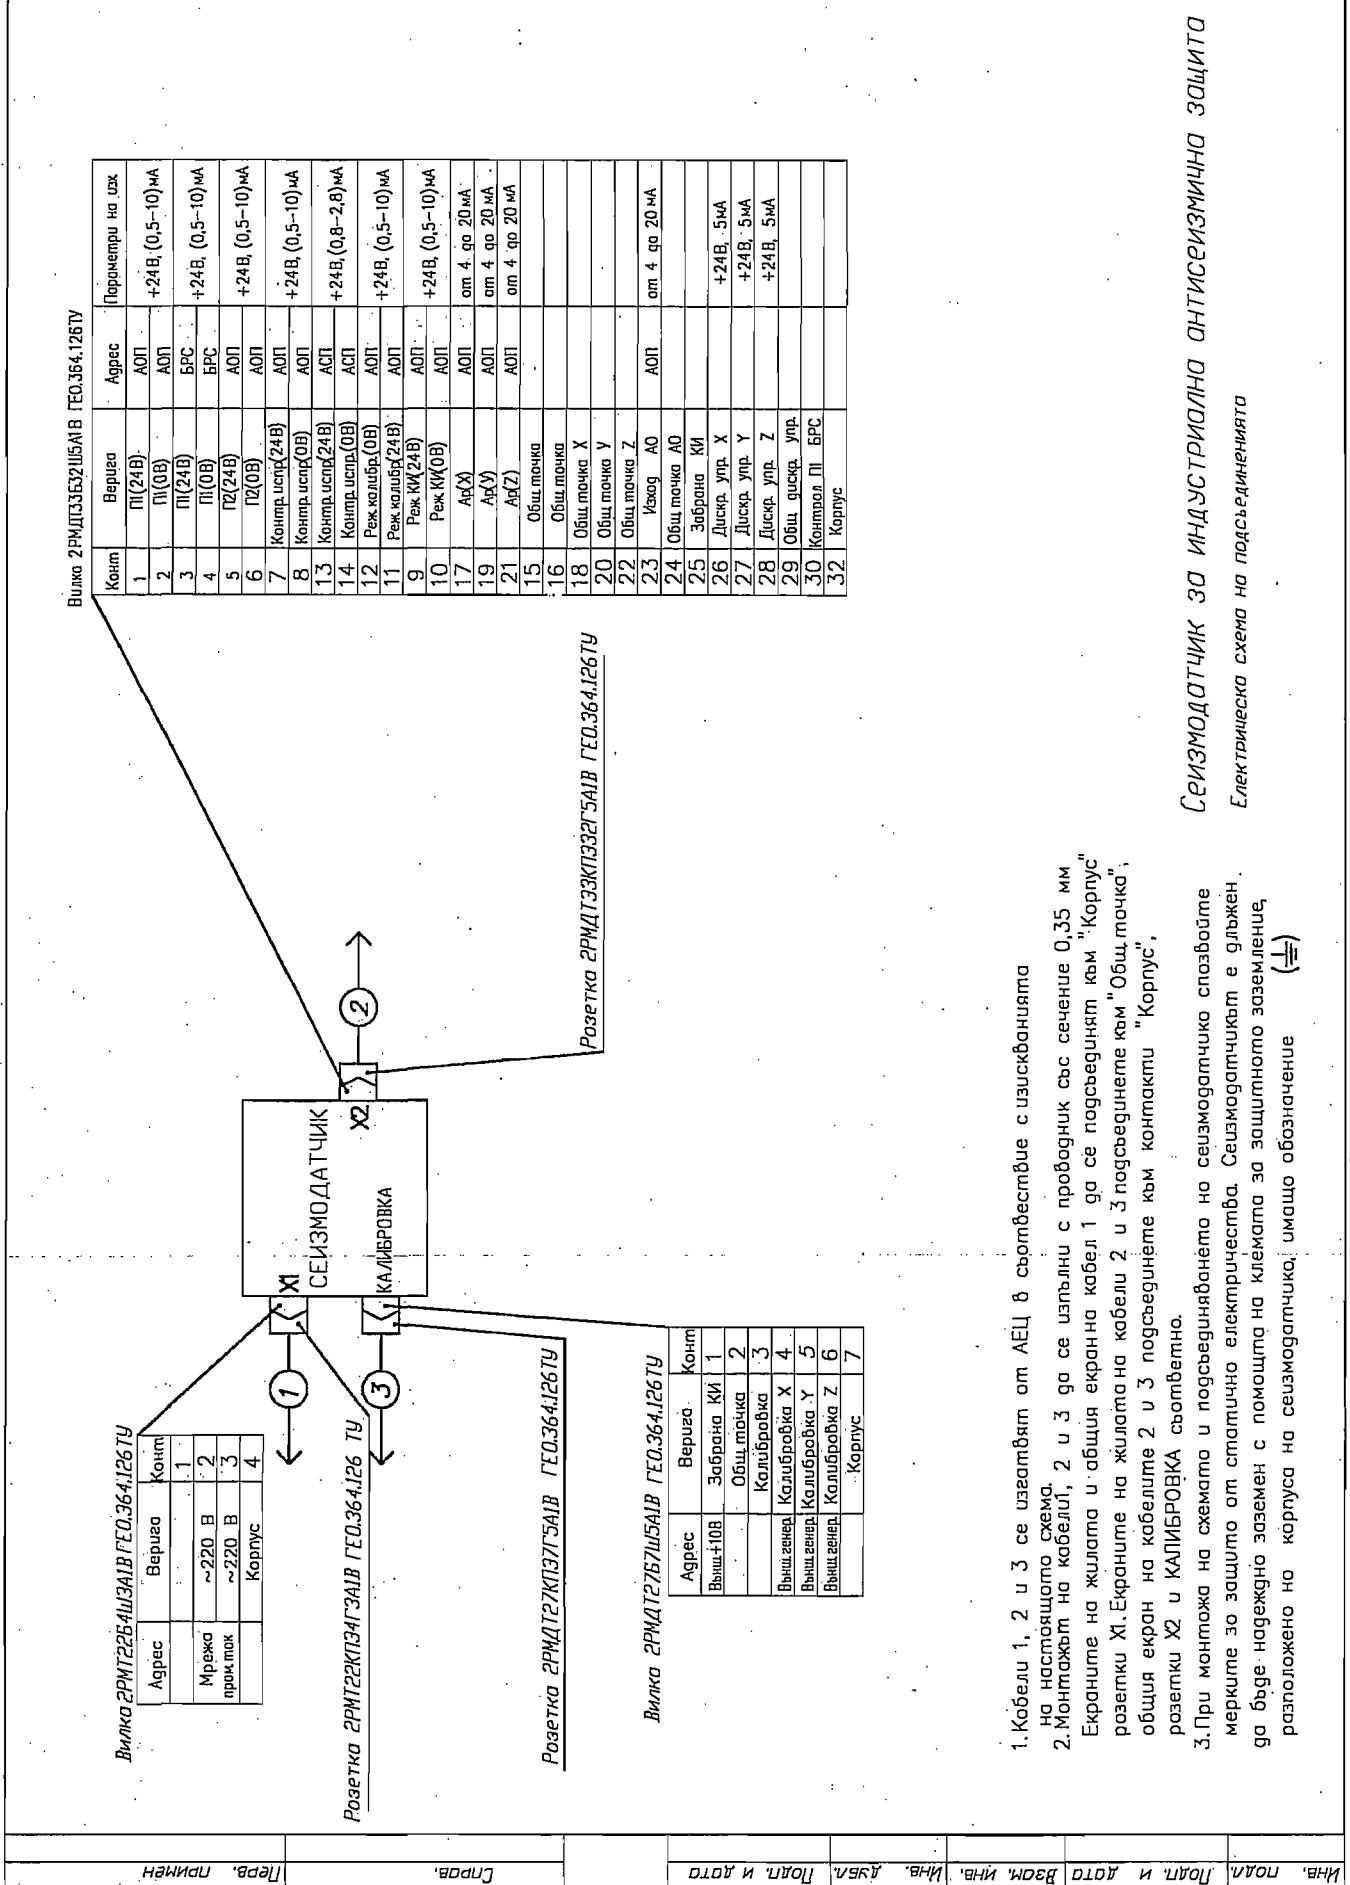 Вилка 2РМТ22Б4Ш3А1В ГЕО.364.126ТУ
Адрес Верига Конт
1
Мрежа ~220 В 2
пром.ток ~220 В 3
Корпус 4
Розетка 2РМТ22КПЭ4Г3А1В ГЕО.364.126 ТУ
Розетка 2РМДТ27КПЭ7Г5А1В ГЕО.364.126ТУ
Вилка 2РМДТ27Б7Ш5А1В ГЕО.364.126ТУ
Адрес Верига Конт
Външ+10В Забрана КИ 1
Общ.точка 2
Калибровка 3
Външ.генер. Калибровка X 4
Външ.генер. Калибровка Y 5
Външ.генер. Калибровка Z 6
Корпус 7
X1
СЕИЗМОДАТЧИК
X2
КАЛИБРОВКА
1
3
2
Вилка 2РМДТ33Б32Ш5А1В ГЕО.364.126ТУ
Конт Верига Адрес Параметри на изх
1 П1(24В) АОП +24В, (0,5-10)мА
2 П1(0В) АОП
3 П1(24В) БРС +24В, (0,5-10)мА
4 П1(0В) БРС
5 П2(24В) АОП +24В, (0,5-10)мА
6 П2(0В) АОП
7 Контр.испр.(24В) АОП +24В, (0,5-10)мА
8 Контр.испр.(0В) АОП
13 Контр.испр.(24В) АСП +24В, (0,8-2,8)мА
14 Контр.испр.(0В) АСП
12 Реж.калибр.(0В) АОП +24В, (0,5-10)мА
11 Реж.калибр.(24В) АОП
9 Реж.КИ(24В) АОП +24В, (0,5-10)мА
10 Реж.КИ(0В) АОП
17 Ар(X) АОП от 4 до 20 мА
19 Ар(Y) АОП от 4 до 20 мА
21 Ар(Z) АОП от 4 до 20 мА
15 Общ.точка
16 Общ.точка
18 Общ.точка X
20 Общ.точка Y
22 Общ.точка Z
23 Изход АО АОП от 4 до 20 мА
24 Общ.точка АО
25 Забрана КИ
26 Дискр. упр. X +24В, 5мА
27 Дискр. упр. Y +24В, 5мА
28 Дискр. упр. Z +24В, 5мА
29 Общ дискр. упр.
30 Контрол П1 БРС
32 Корпус
Розетка 2РМДТ33КПЭ32Г5А1В ГЕО.364.126ТУ
1.Кабели 1, 2 и 3 се изгатвят от АЕЦ в съотвествие с изискванията
на настоящата схема.
2.Монтажът на кабели1, 2 и 3 да се изпълни с проводник със сечение 0,35 мм
Екраните на жилата и общия екран на кабел 1 да се подсъединят към "Корпус"
розетки X1. Екраните на жилата на кабели 2 и 3 подсъединете към "Общ.точка",
общия екран на кабелите 2 и 3 подсъединете към контакти "Корпус",
розетки X2 и КАЛИБРОВКА съответно.
3.При монтажа на схемата и подсъединяването на сеизмодатчика спазвайте
мерките за защита от статично електричества. Сеизмодатчикът е длъжен
да бъде надеждно заземен с помощта на клемата за защитното заземление,
разположено на корпуса на сеизмодатчика, имащо обозначение
Сеизмодатчик за индустриална антисеизмична защита
Електрическа схема на подсъединенията
Перв. примен
Справ.
Подп. и дата
Инв. дубл.
Взам. инв. Инв.
Подп. и дата
Инв. подл.